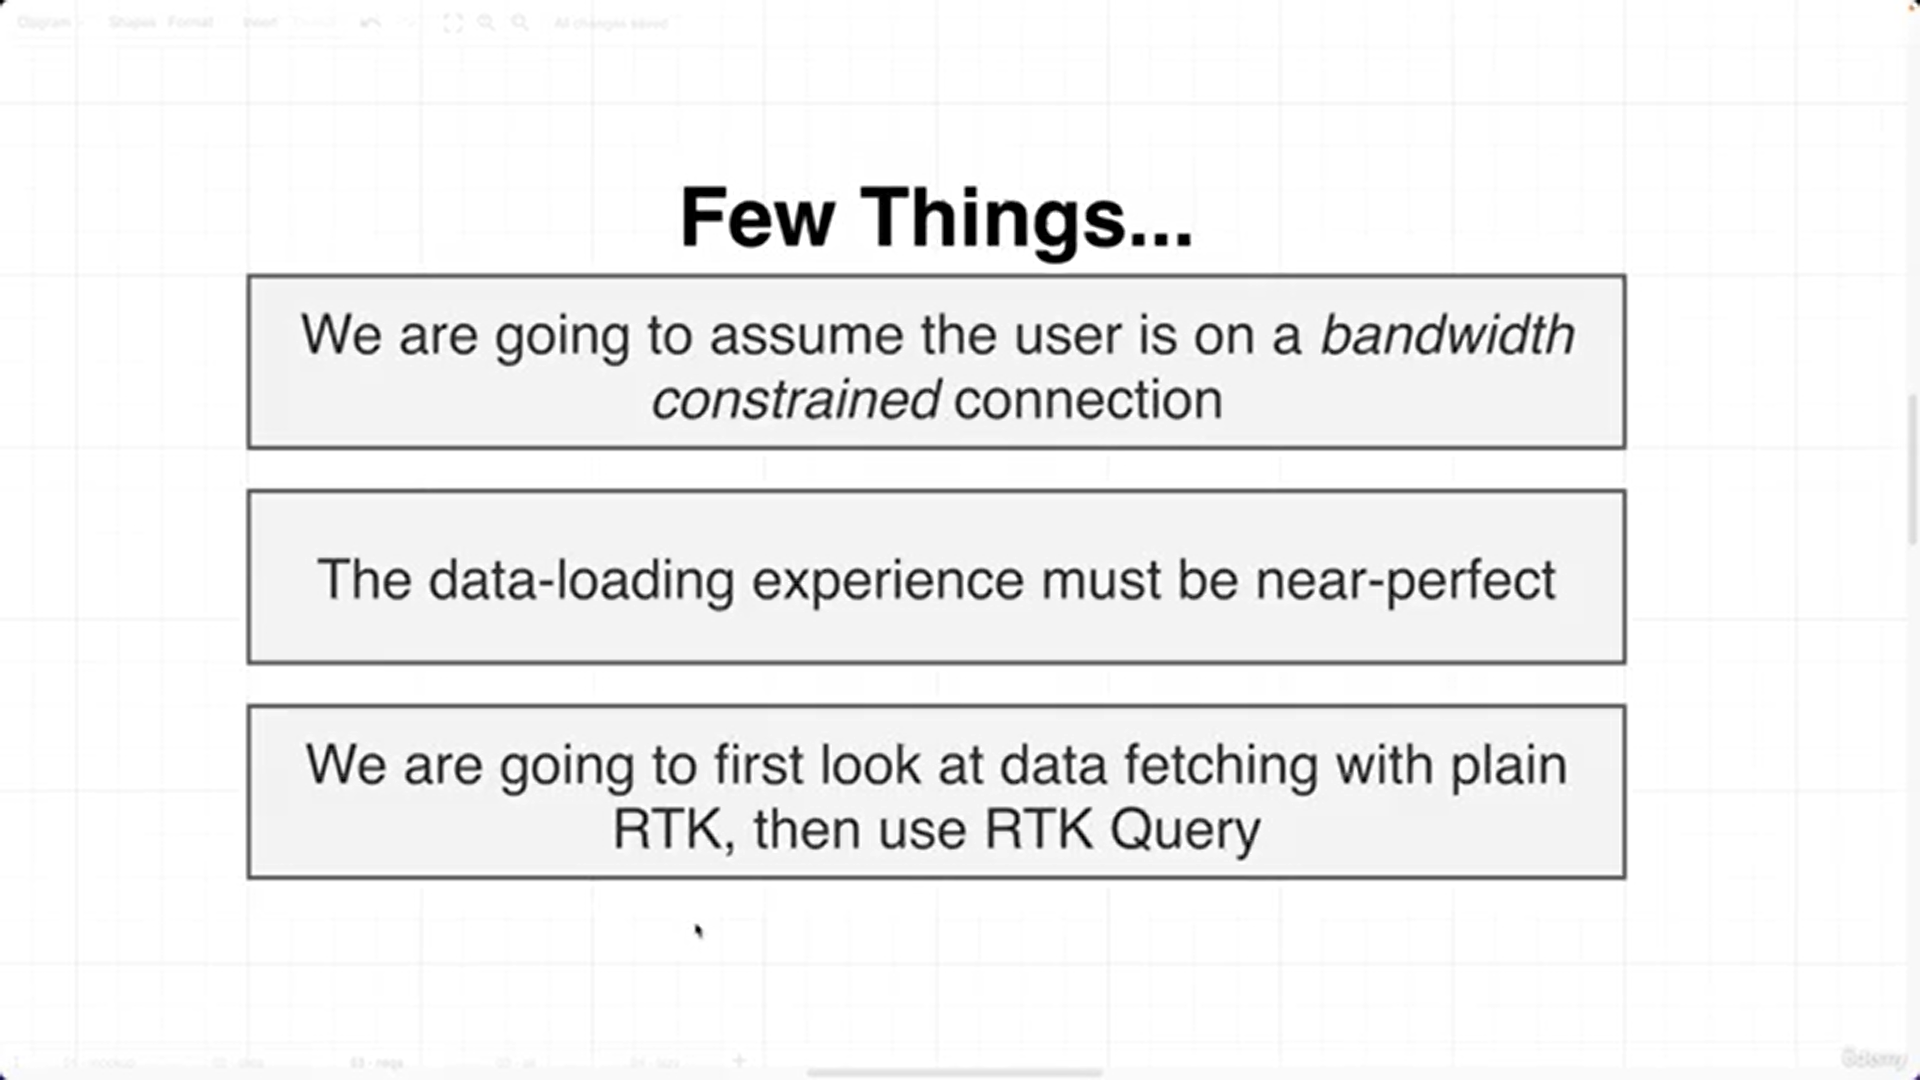 Diagram Shapes Format Insert All changes saved
Few Things...
We are going to assume the user is on a bandwidth
constrained connection
The data-loading experience must be near-perfect
We are going to first look at data fetching with plain
RTK, then use RTK Query
Udemy